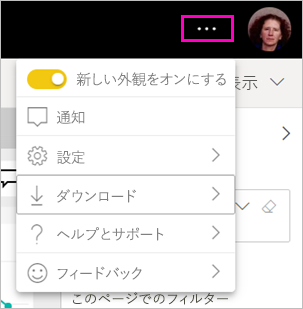 新しい外観をオンにする
表示
通知
設定
ダウンロード
ヘルプとサポート
フィードバック
このページでのフィルター